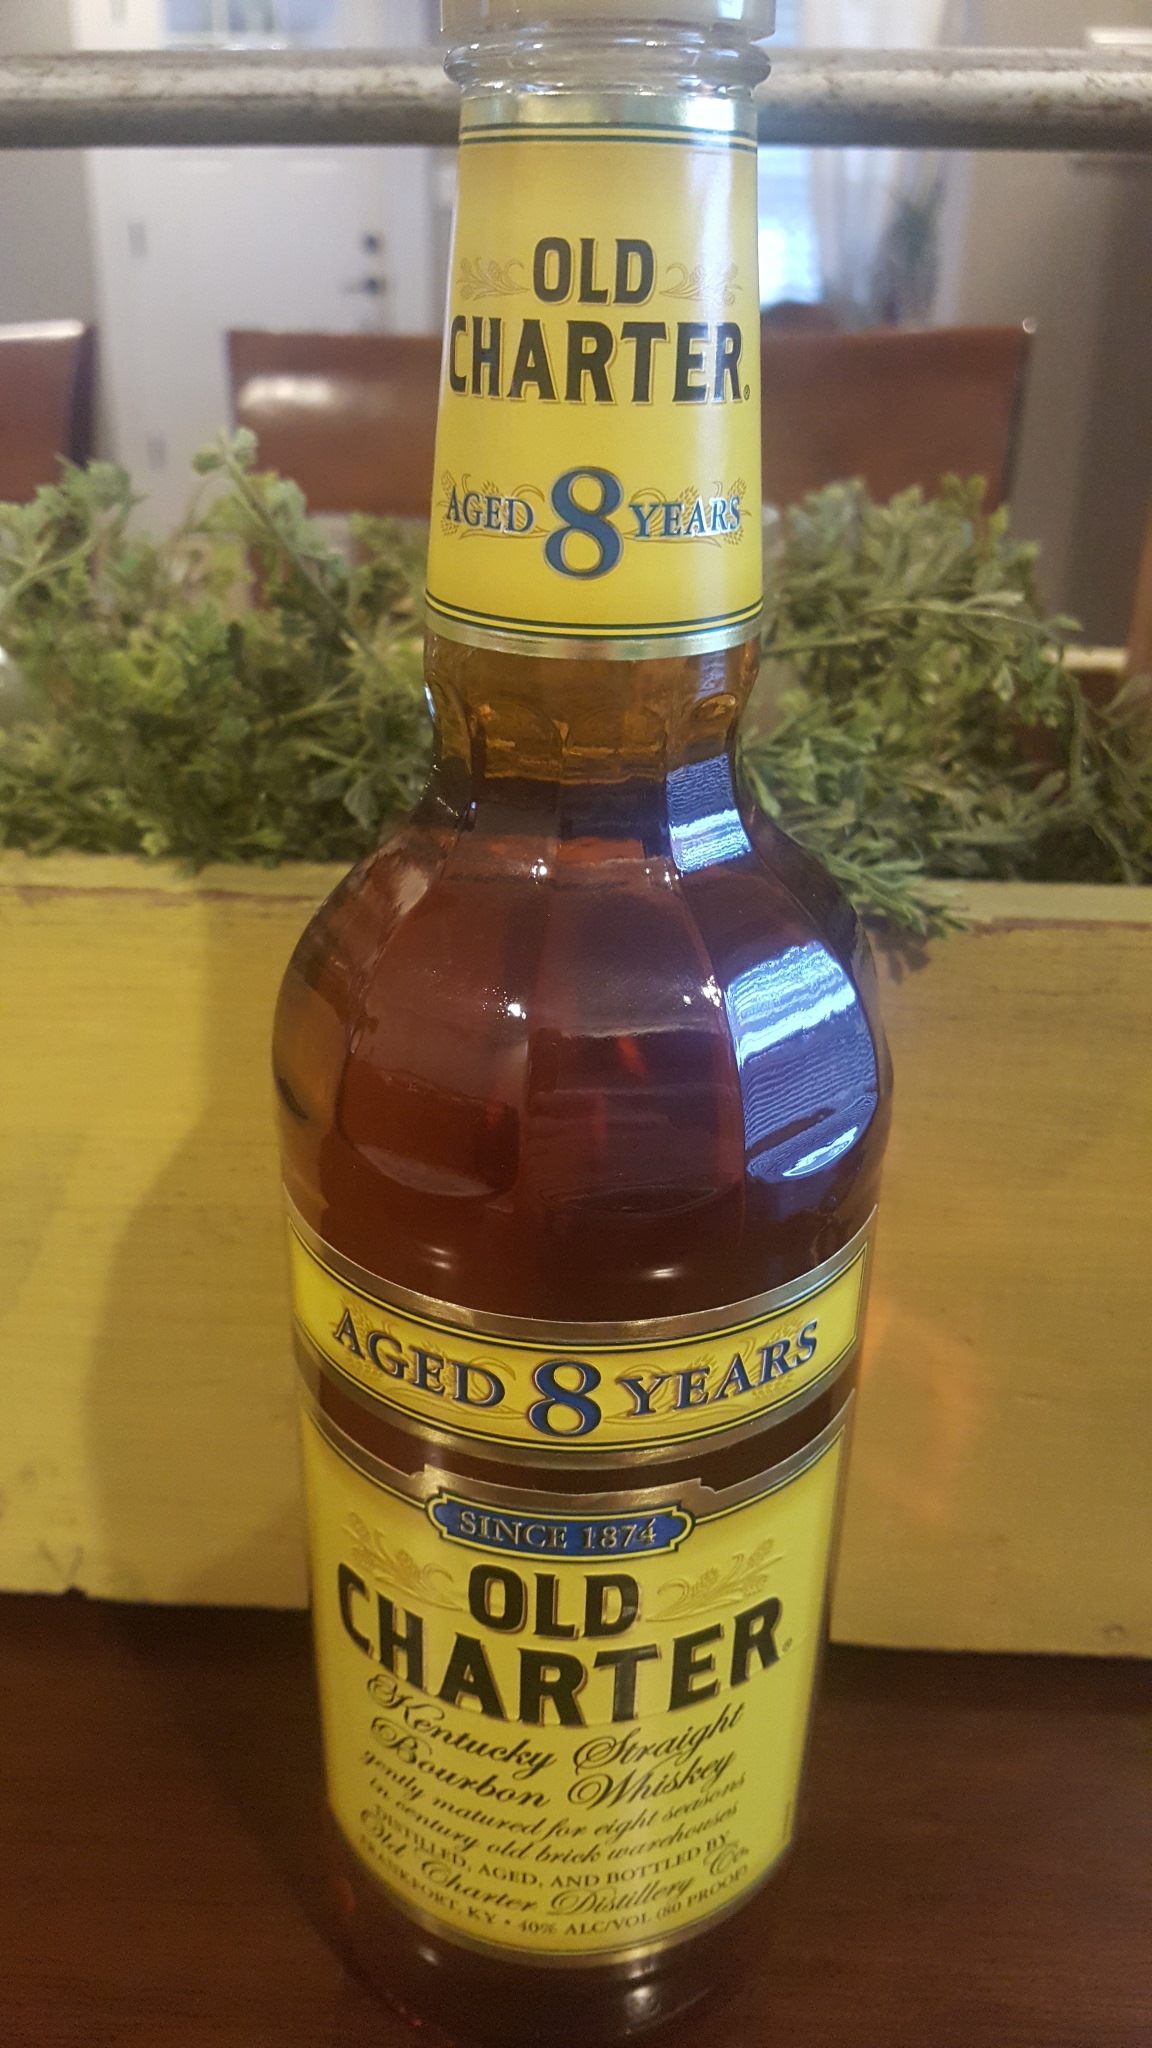 OLD
CHARTER®
AGED 8 YEARS
AGED 8 YEARS
SINCE 1874
OLD
CHARTER®
Kentucky Straight
Bourbon Whiskey
gently matured for eight seasons
in century old brick warehouses
DISTILLED, AGED, AND BOTTLED BY
Old Charter Distillery Co.
FRANKFORT, KY • 40% ALC/VOL (80 PROOF)